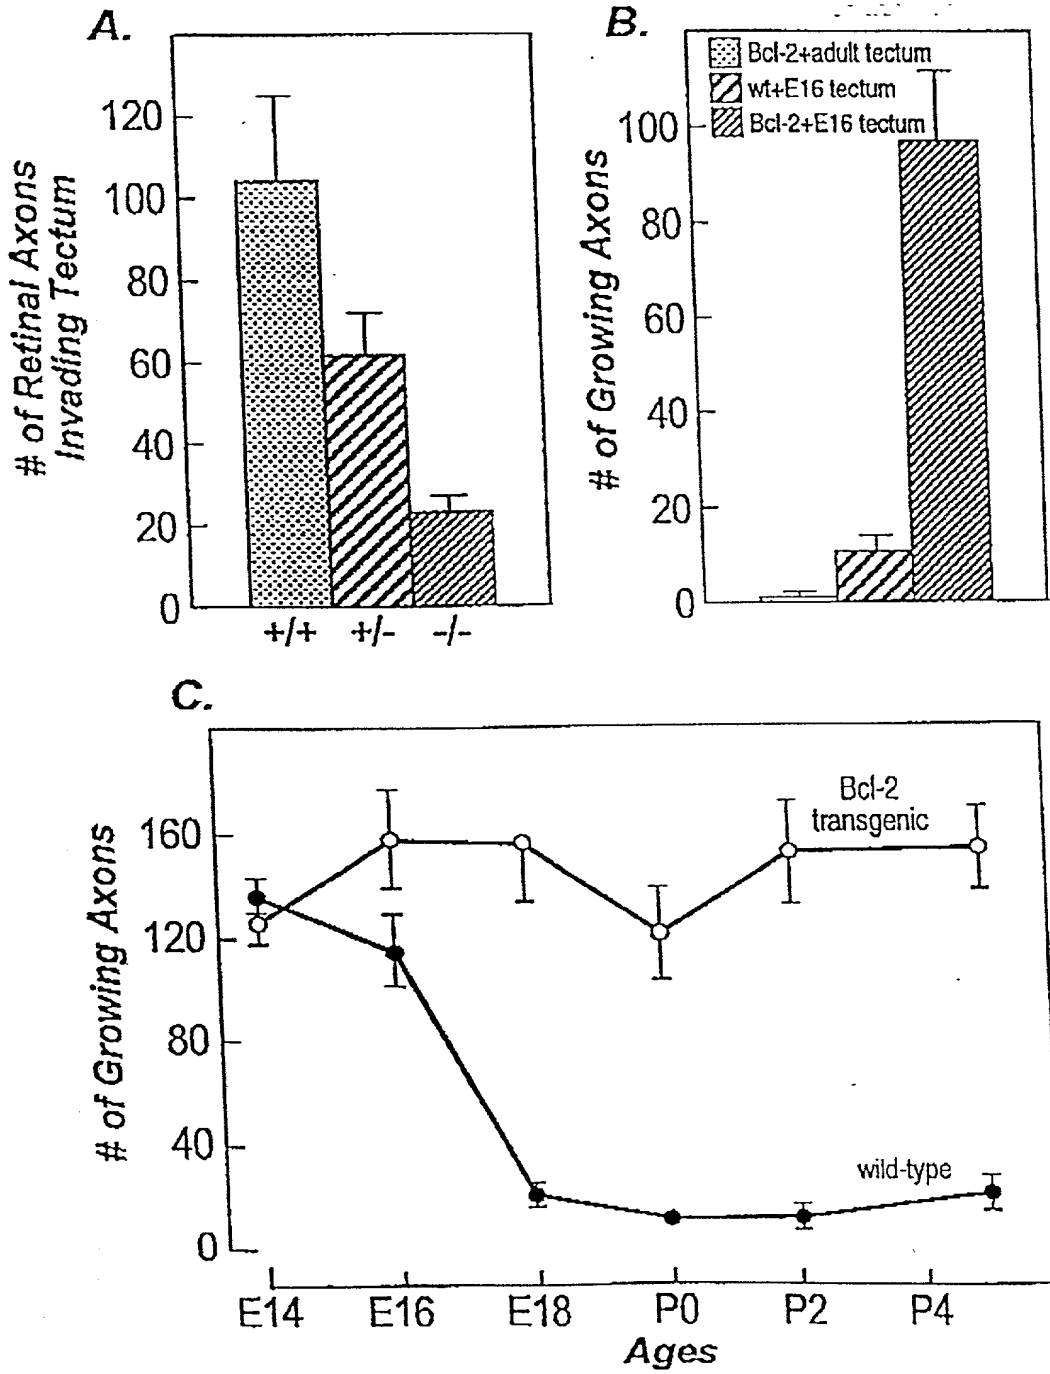 A.
# of Retinal Axons
Invading Tectum
120
100
80
60
40
20
0
+/+ +/- -/-
B.
Bcl-2+adult tectum
wt+E16 tectum
Bcl-2+E16 tectum
# of Growing Axons
100
80
60
40
20
0
C.
# of Growing Axons
160
120
80
40
0
Bcl-2
transgenic
wild-type
E14 E16 E18 P0 P2 P4
Ages